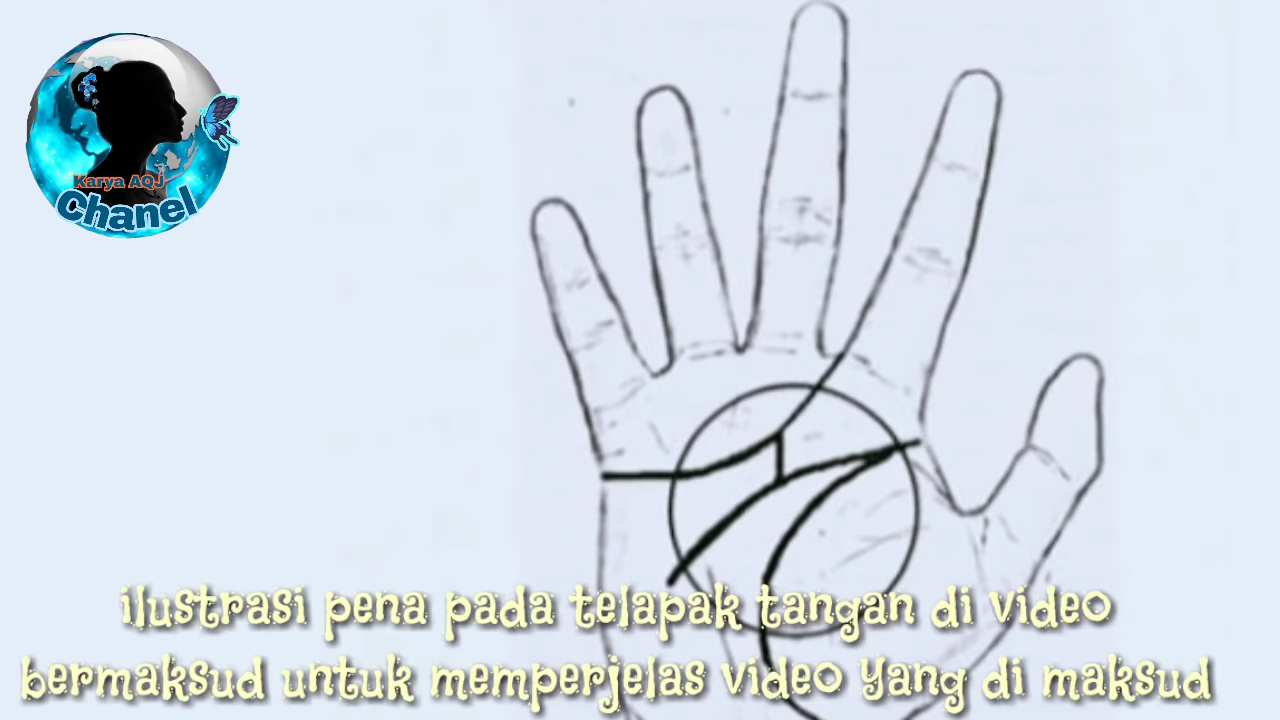 Karya AQJ
Chanel
ilustrasi pena pada telapak tangan di video
bermaksud untuk memperjelas video yang di maksud